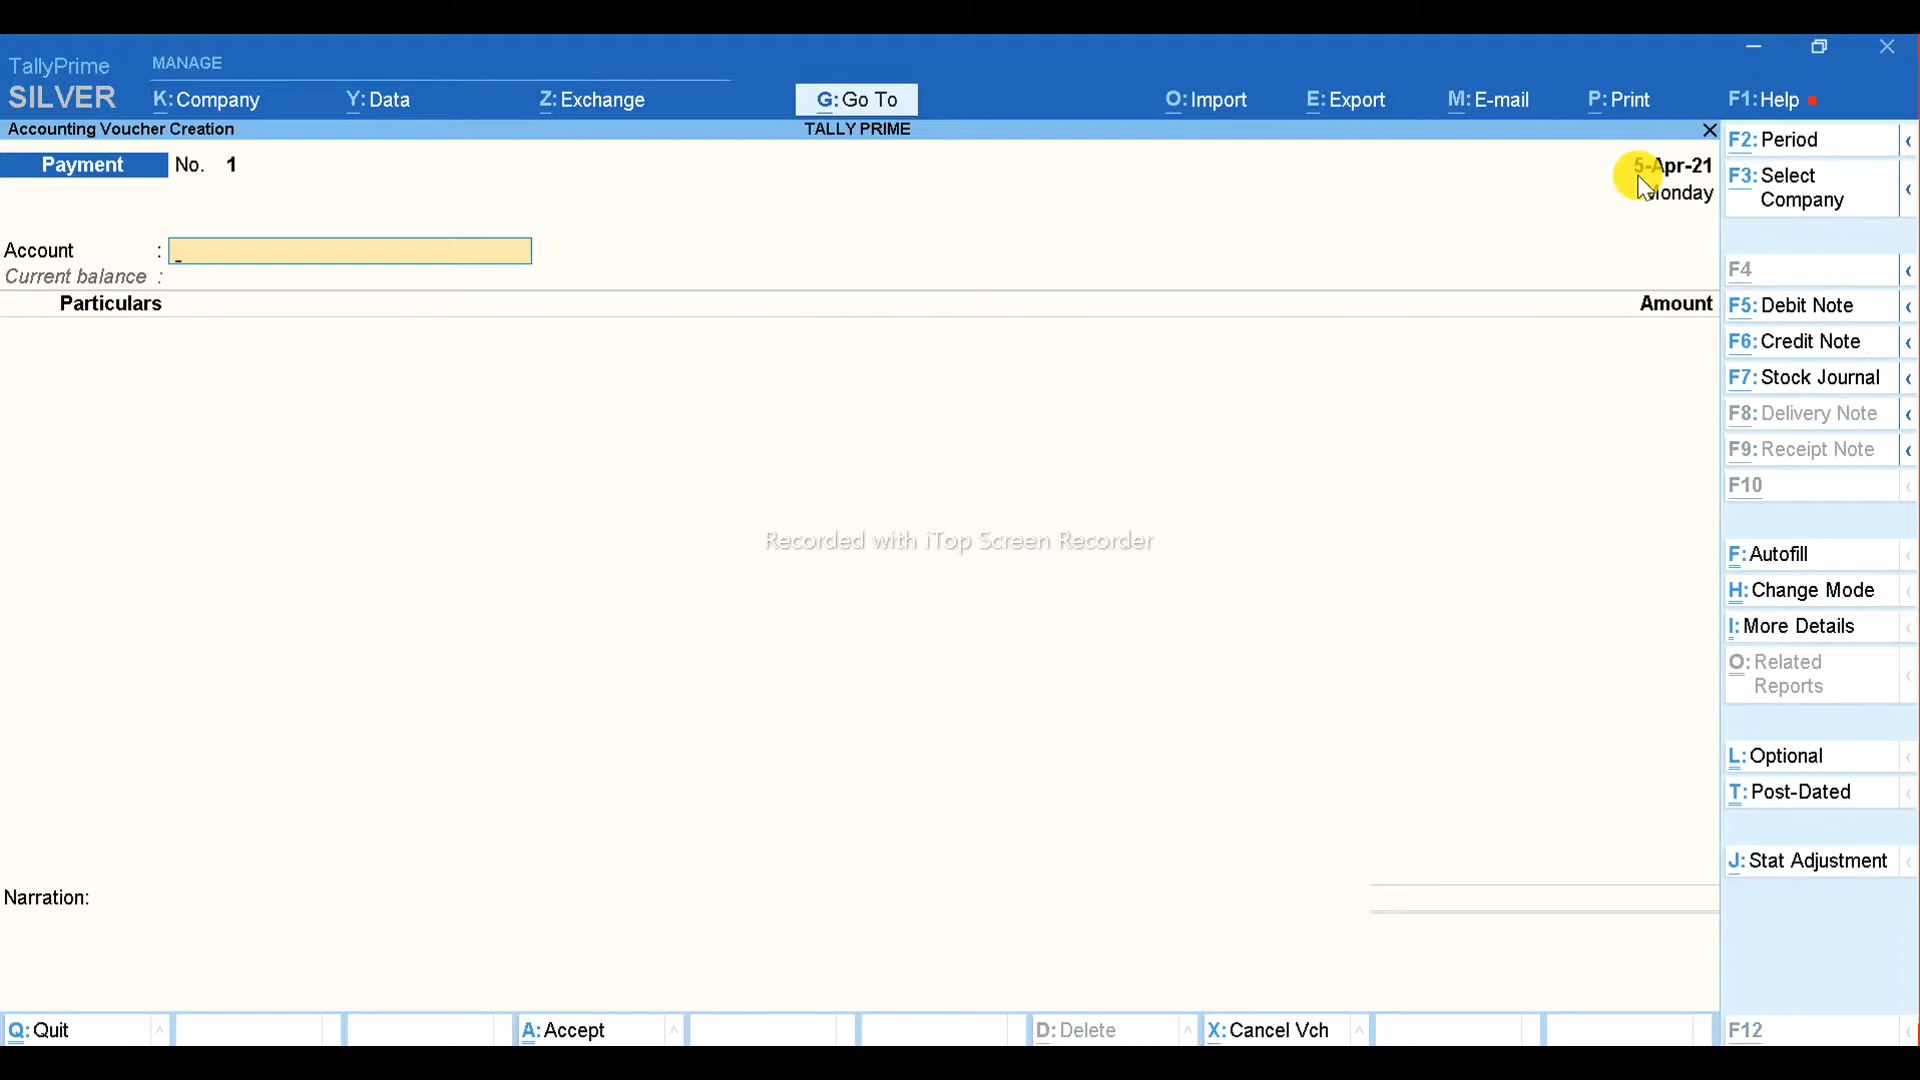 TallyPrime
MANAGE
SILVER
K: Company
Y: Data
Z: Exchange
G: Go To
O: Import
E: Export
M: E-mail
P: Print
F1: Help
Accounting Voucher Creation
TALLY PRIME
Payment No. 1
5-Apr-21
Monday
Account :
Current balance :
Particulars
Amount
Recorded with iTop Screen Recorder
Narration:
F2: Period
F3: Select
Company
F4
F5: Debit Note
F6: Credit Note
F7: Stock Journal
F8: Delivery Note
F9: Receipt Note
F10
F: Autofill
H: Change Mode
I: More Details
O: Related
Reports
L: Optional
T: Post-Dated
J: Stat Adjustment
Q: Quit
A: Accept
D: Delete
X: Cancel Vch
F12